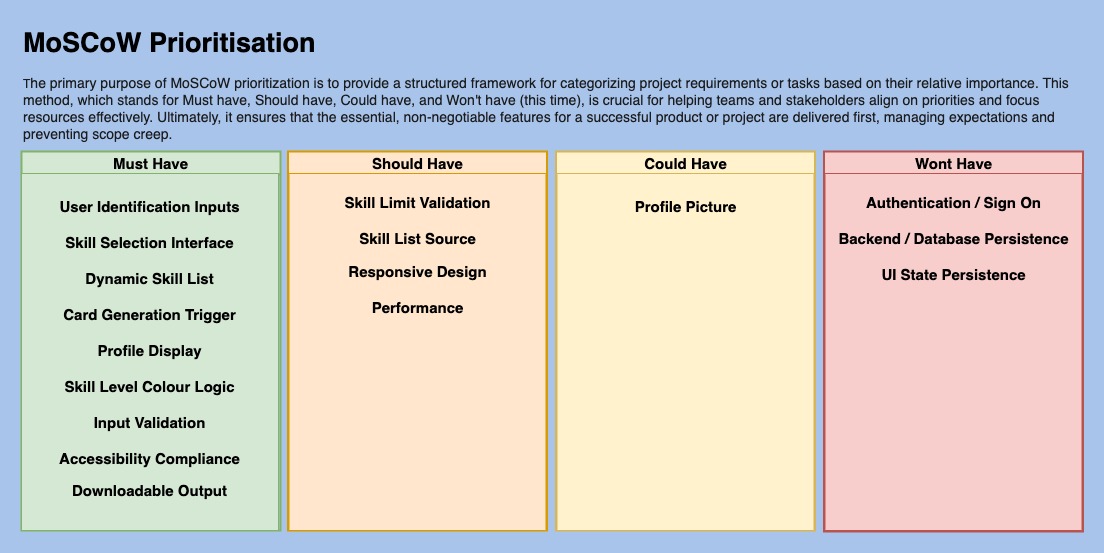 MoSCoW Prioritisation
The primary purpose of MoSCoW prioritization is to provide a structured framework for categorizing project requirements or tasks based on their relative importance. This
method, which stands for Must have, Should have, Could have, and Won't have (this time), is crucial for helping teams and stakeholders align on priorities and focus
resources effectively. Ultimately, it ensures that the essential, non-negotiable features for a successful product or project are delivered first, managing expectations and
preventing scope creep.
Must Have
User Identification Inputs
Skill Selection Interface
Dynamic Skill List
Card Generation Trigger
Profile Display
Skill Level Colour Logic
Input Validation
Accessibility Compliance
Downloadable Output
Should Have
Skill Limit Validation
Skill List Source
Responsive Design
Performance
Could Have
Profile Picture
Wont Have
Authentication / Sign On
Backend / Database Persistence
UI State Persistence